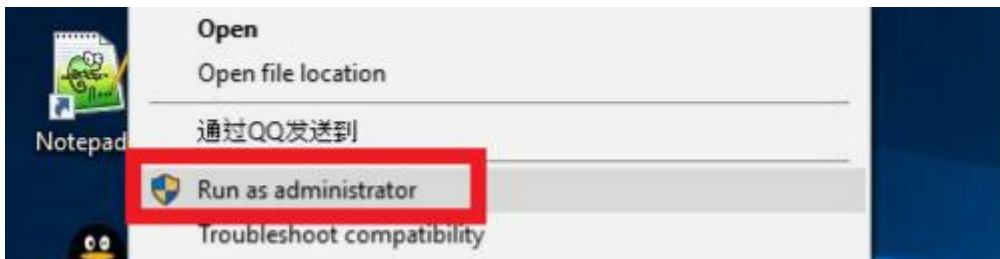 Open
Open file location
通过QQ发送到
Notepad
Run as administrator
Troubleshoot compatibility